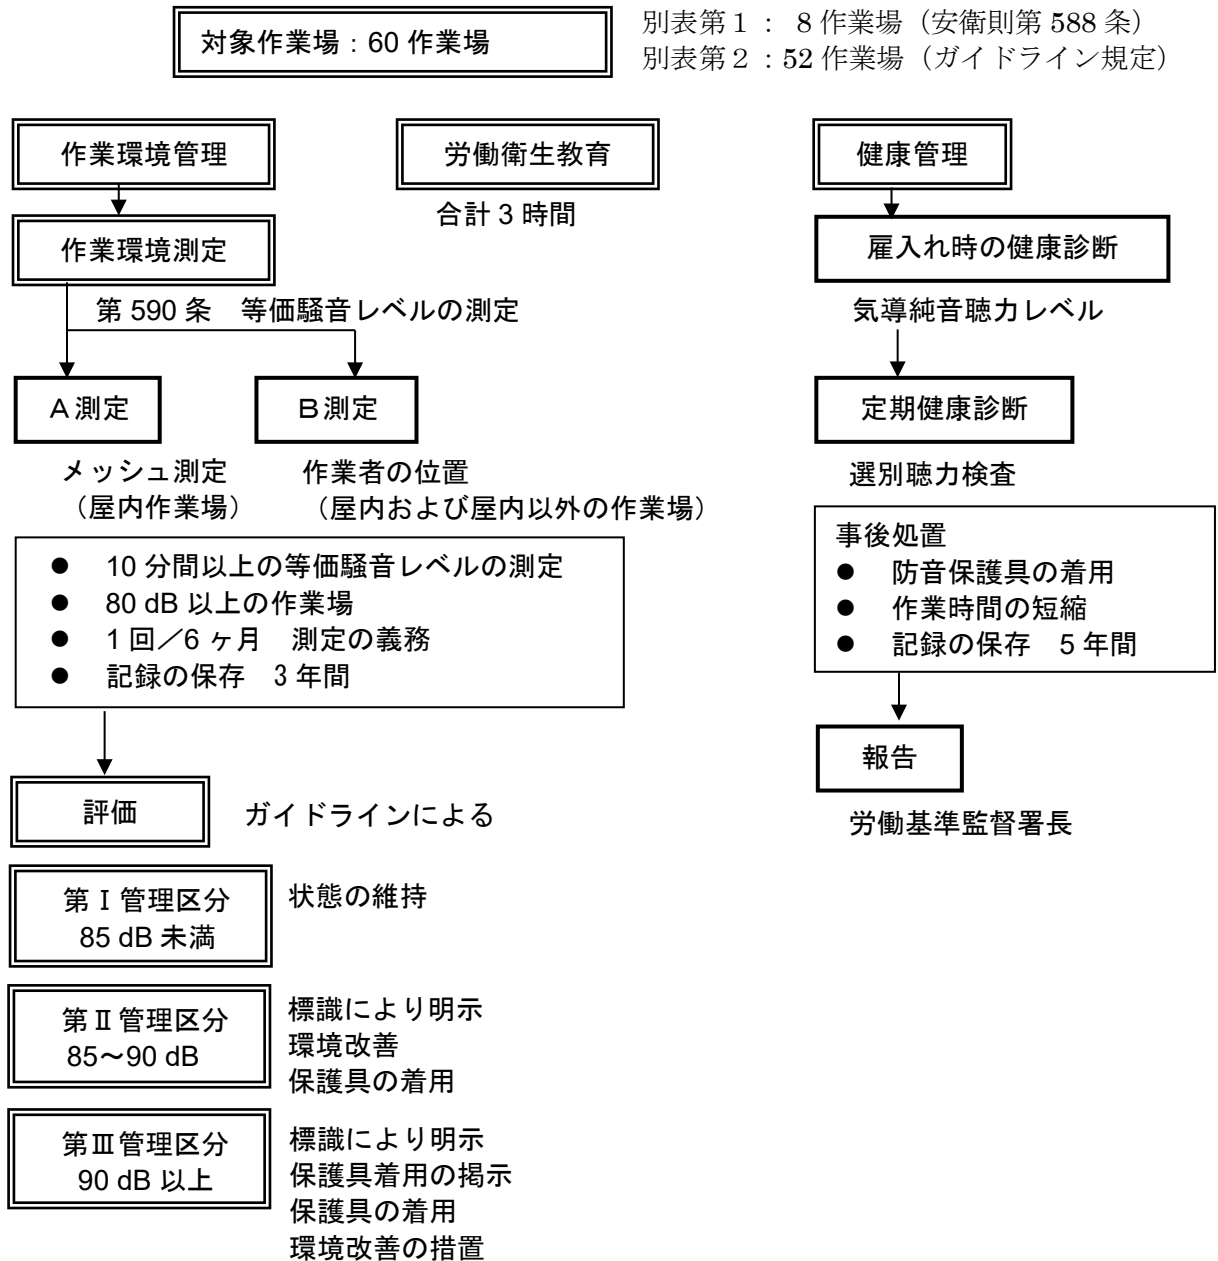 対象作業場：60 作業場
別表第１： 8 作業場（安衛則第 588 条）
別表第２：52 作業場（ガイドライン規定）
作業環境管理
労働衛生教育
健康管理
合計 3 時間
作業環境測定
雇入れ時の健康診断
第 590 条　等価騒音レベルの測定
気導純音聴力レベル
Ａ測定
Ｂ測定
定期健康診断
メッシュ測定
（屋内作業場）
作業者の位置
（屋内および屋内以外の作業場）
選別聴力検査
● 10 分間以上の等価騒音レベルの測定
● 80 dB 以上の作業場
● 1 回／6 ヶ月　測定の義務
● 記録の保存　3 年間
事後処置
● 防音保護具の着用
● 作業時間の短縮
● 記録の保存　5 年間
報告
労働基準監督署長
評価
ガイドラインによる
第Ⅰ管理区分
85 dB 未満
状態の維持
第Ⅱ管理区分
85～90 dB
標識により明示
環境改善
保護具の着用
第Ⅲ管理区分
90 dB 以上
標識により明示
保護具着用の掲示
保護具の着用
環境改善の措置